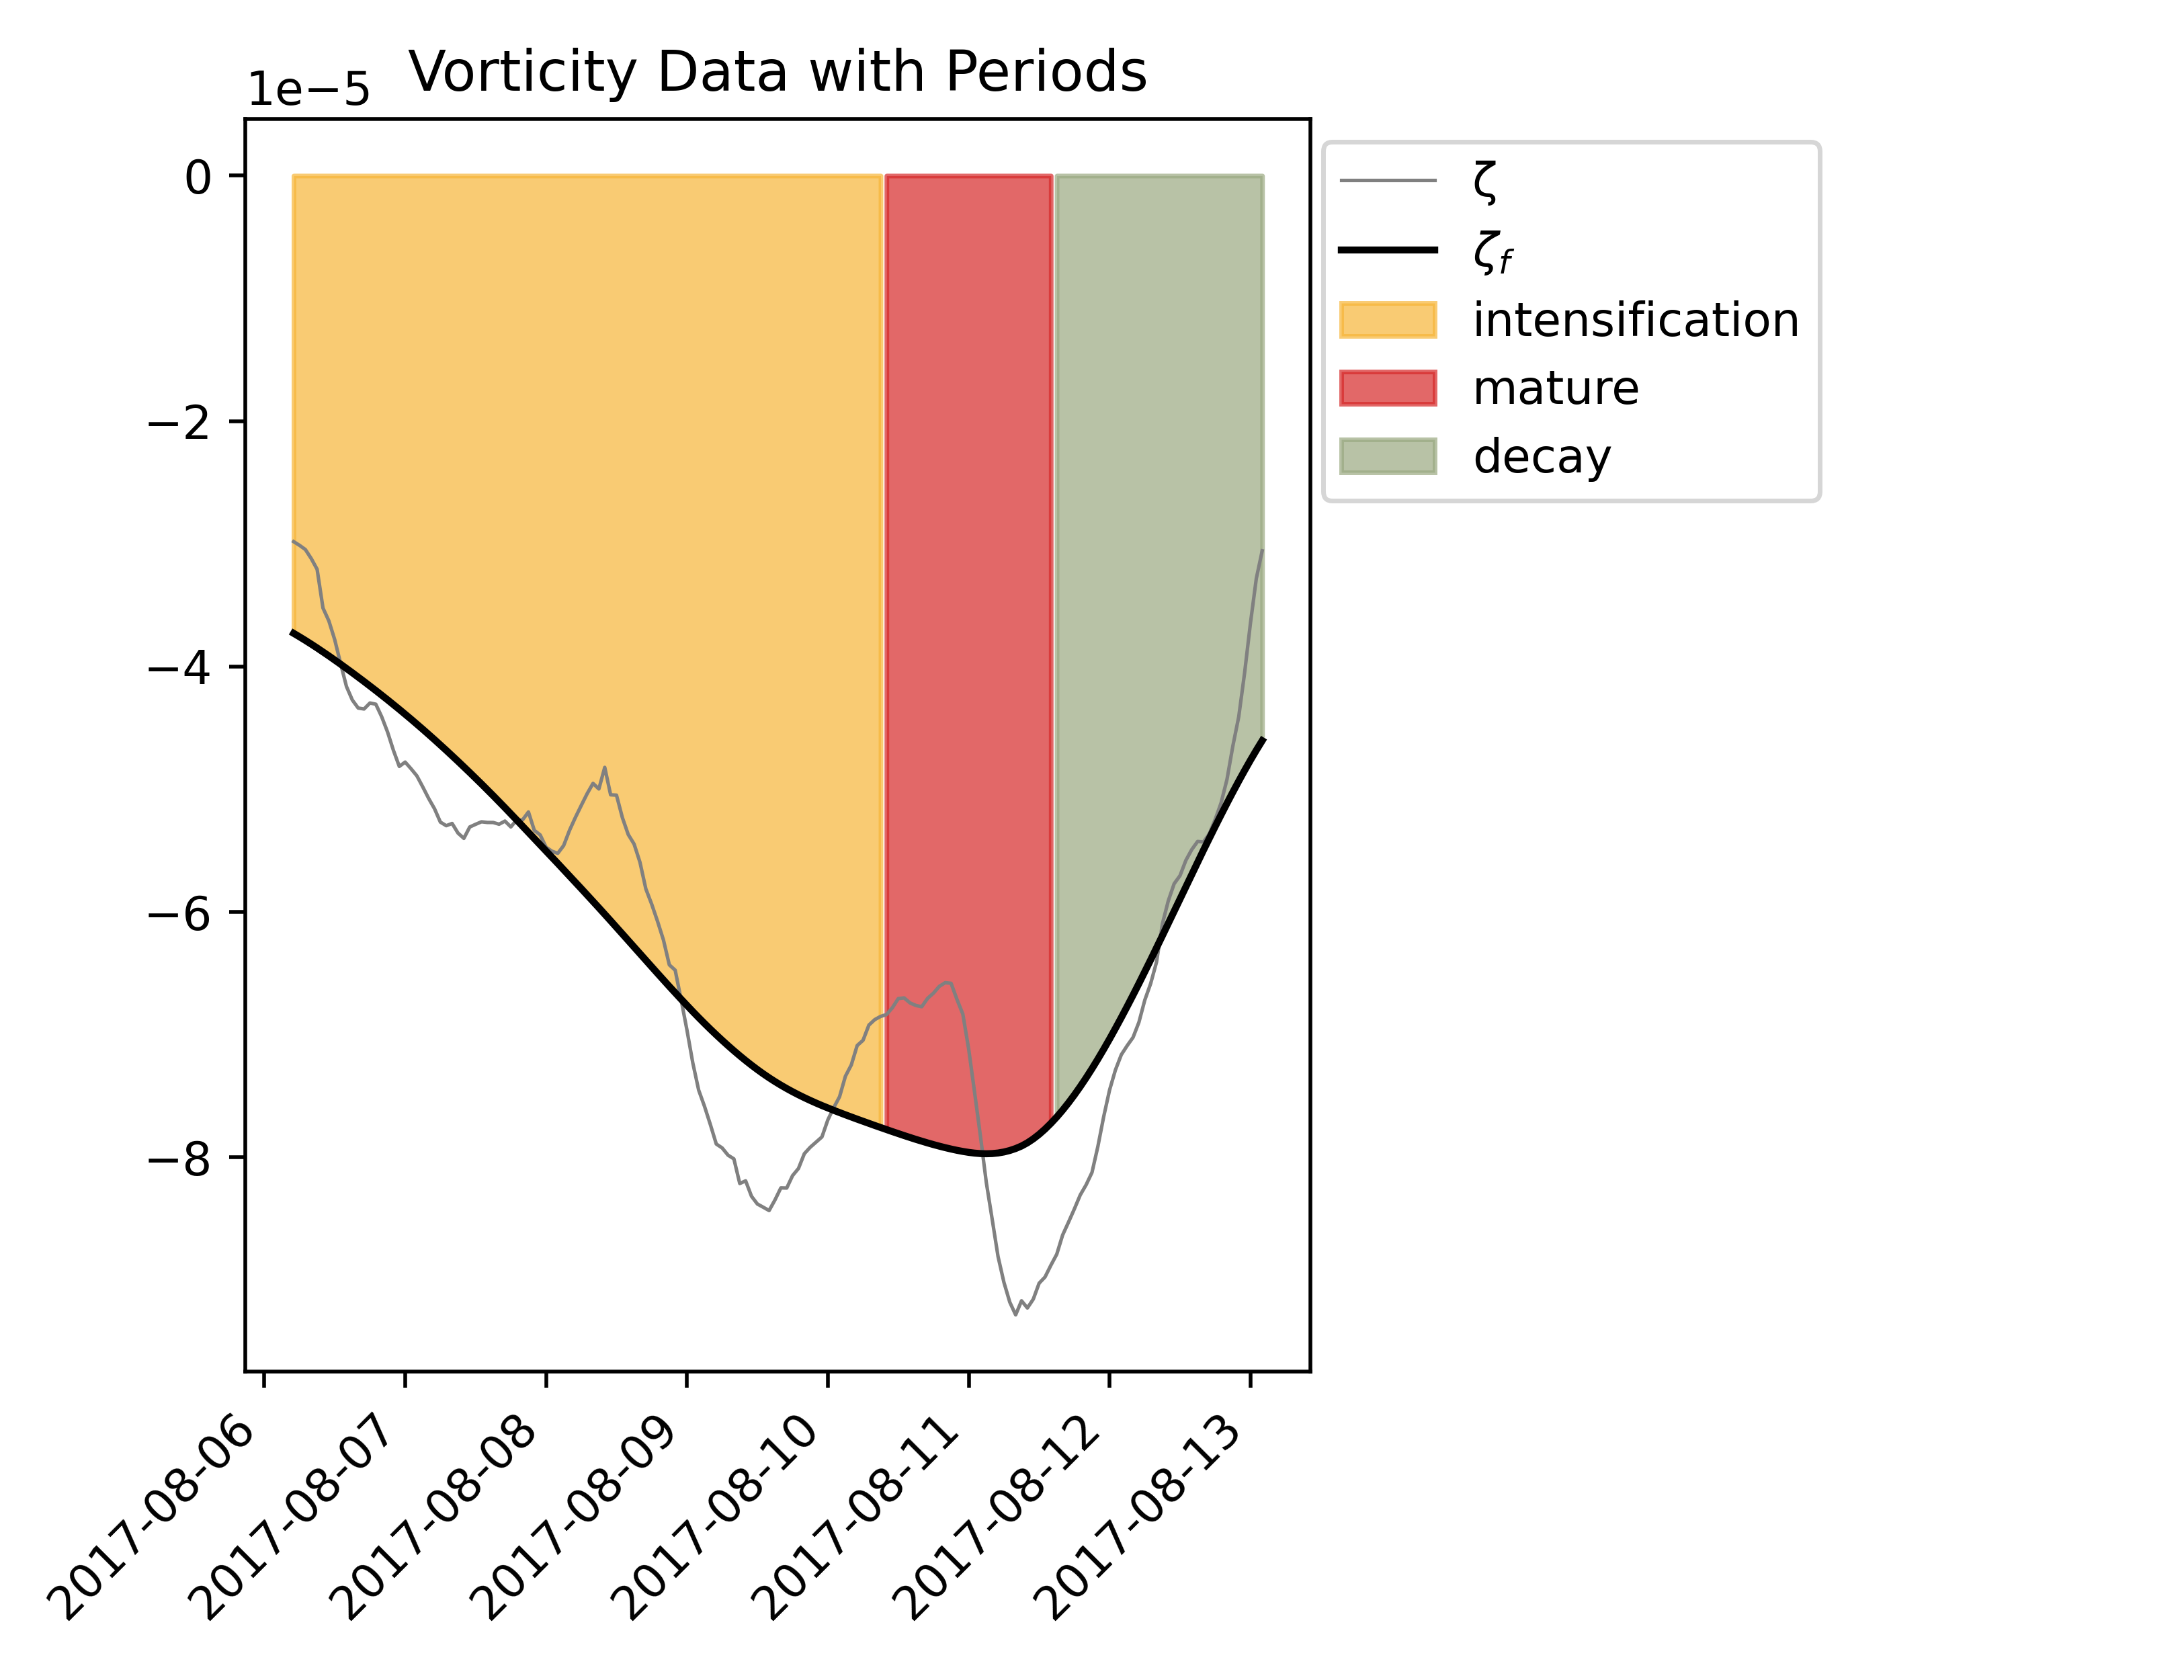 Vorticity Data with Periods
1e−5
0
−2
−4
−6
−8
2017-08-06
2017-08-07
2017-08-08
2017-08-09
2017-08-10
2017-08-11
2017-08-12
2017-08-13
ζ
ζf
intensification
mature
decay